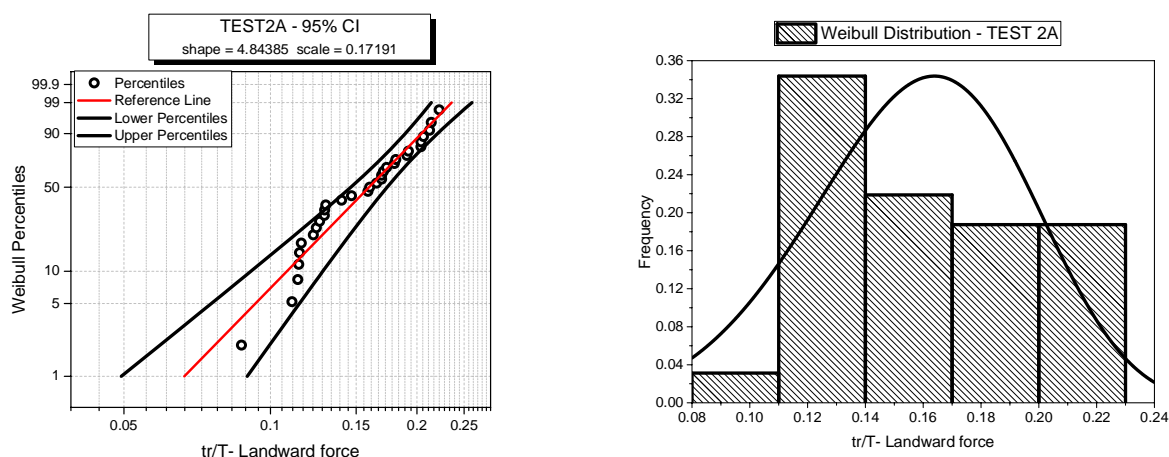 TEST2A - 95% CI
shape = 4.84385 scale = 0.17191
Percentiles
Reference Line
Lower Percentiles
Upper Percentiles
99.9
99
90
50
10
5
1
Weibull Percentiles
0.05
0.1
0.15
0.2
0.25
tr/T- Landward force
Weibull Distribution - TEST 2A
0.36
0.32
0.28
0.24
0.20
0.16
0.12
0.08
0.04
0.00
Frequency
0.08 0.10 0.12 0.14 0.16 0.18 0.20 0.22 0.24
tr/T- Landward force